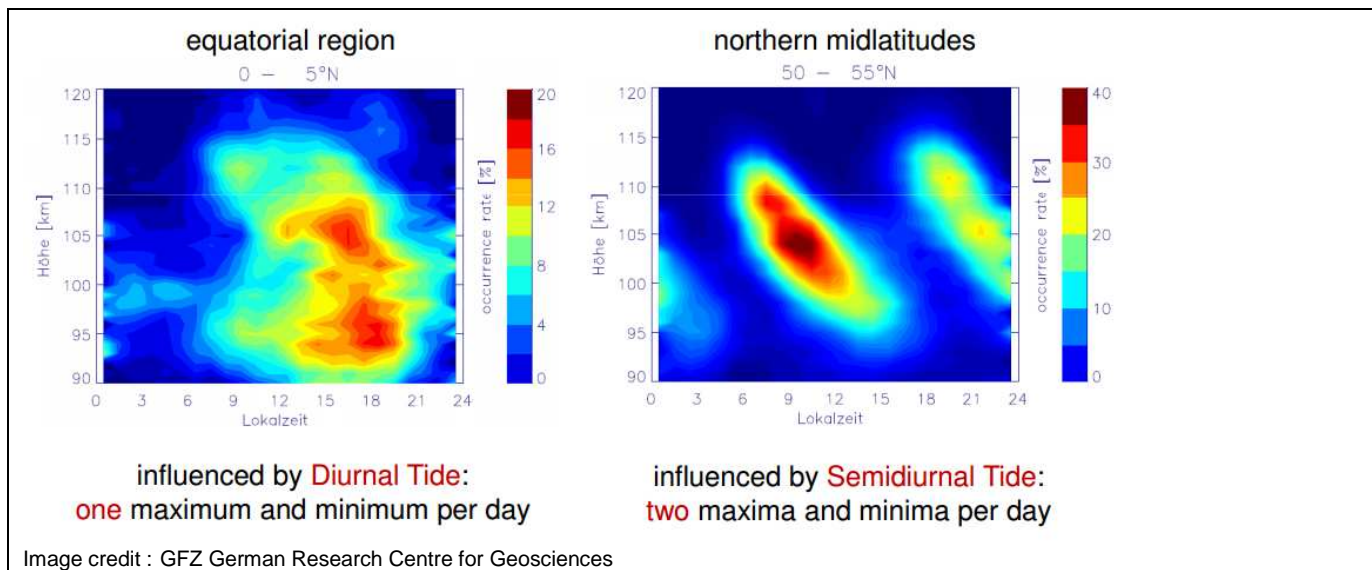 equatorial region
0 - 5°N
120
115
110
105
100
95
90
Höhe [km]
0 3 6 9 12 15 18 21 24
Lokalzeit
20
16
12
8
4
0
occurrence rate [%]
influenced by Diurnal Tide:
one maximum and minimum per day
northern midlatitudes
50 - 55°N
120
115
110
105
100
95
90
Höhe [km]
0 3 6 9 12 15 18 21 24
Lokalzeit
40
30
20
10
0
occurrence rate [%]
influenced by Semidiurnal Tide:
two maxima and minima per day
Image credit : GFZ German Research Centre for Geosciences